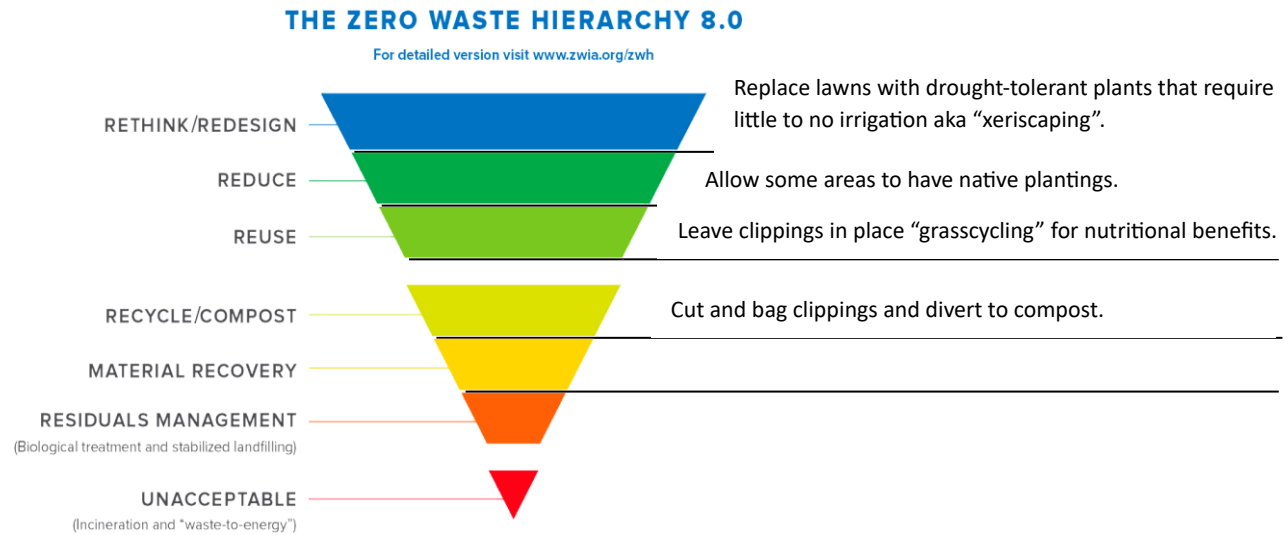 THE ZERO WASTE HIERARCHY 8.0
For detailed version visit www.zwia.org/zwh
RETHINK/REDESIGN
Replace lawns with drought-tolerant plants that require
little to no irrigation aka “xeriscaping”.
REDUCE
Allow some areas to have native plantings.
REUSE
Leave clippings in place “grasscycling” for nutritional benefits.
RECYCLE/COMPOST
Cut and bag clippings and divert to compost.
MATERIAL RECOVERY
RESIDUALS MANAGEMENT
(Biological treatment and stabilized landfilling)
UNACCEPTABLE
(Incineration and "waste-to-energy")